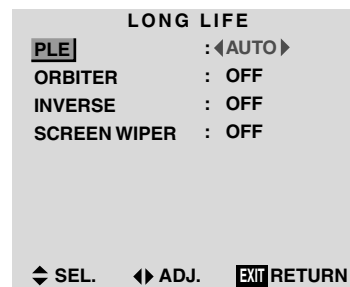 LONG LIFE
PLE : ◀AUTO▶
ORBITER : OFF
INVERSE : OFF
SCREEN WIPER : OFF
SEL. ADJ. EXIT RETURN